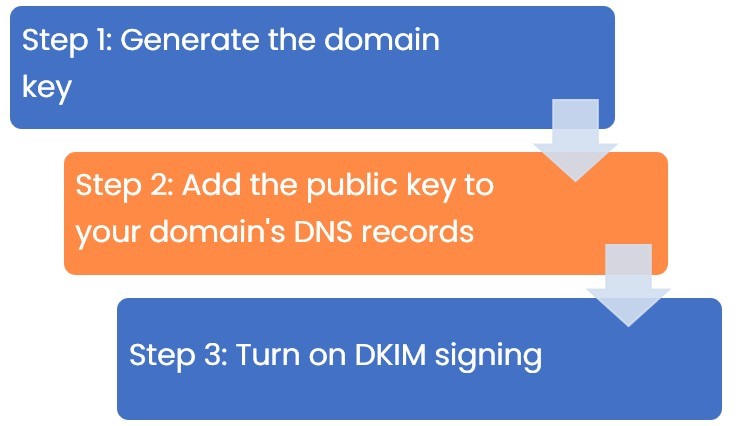 Step 1: Generate the domain
key
Step 2: Add the public key to
your domain's DNS records
Step 3: Turn on DKIM signing